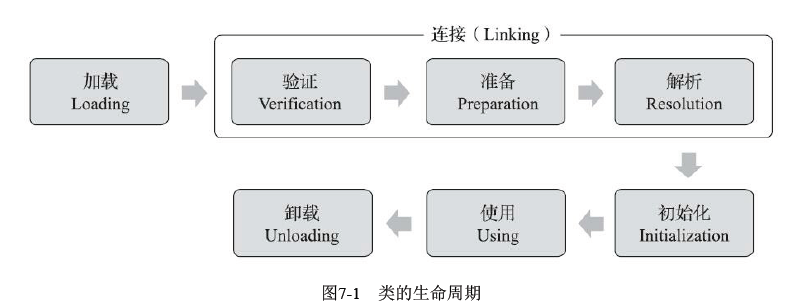 连接（Linking）
加载
Loading
验证
Verification
准备
Preparation
解析
Resolution
初始化
Initialization
使用
Using
卸载
Unloading
图7-1 类的生命周期